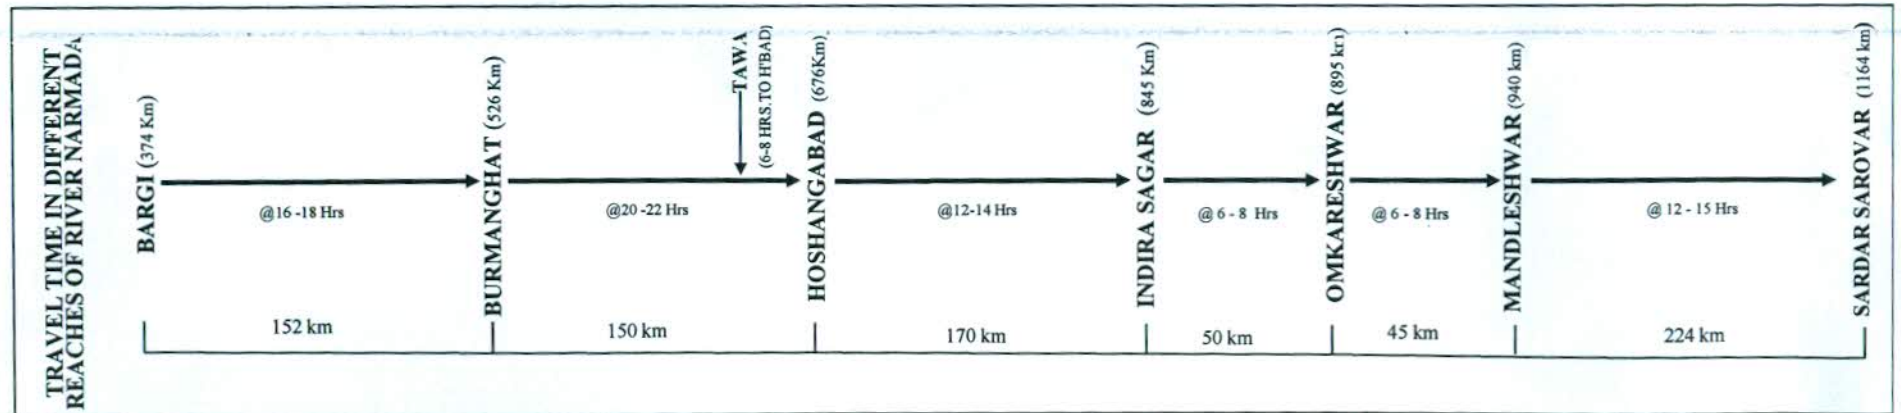 TRAVEL TIME IN DIFFERENT
REACHES OF RIVER NARMADA
BARGI (374 Km)
@16 -18 Hrs
BURMANGHAT (526 Km)
@20 -22 Hrs
TAWA
(6-8 HRS.TO H'BAD)
HOSHANGABAD (676Km)
@12-14 Hrs
INDIRA SAGAR (845 Km)
@ 6 - 8 Hrs
OMKARESHWAR (895 km)
@ 6 - 8 Hrs
MANDLESHWAR (940 km)
@ 12 - 15 Hrs
SARDAR SAROVAR (1164 km)
152 km
150 km
170 km
50 km
45 km
224 km